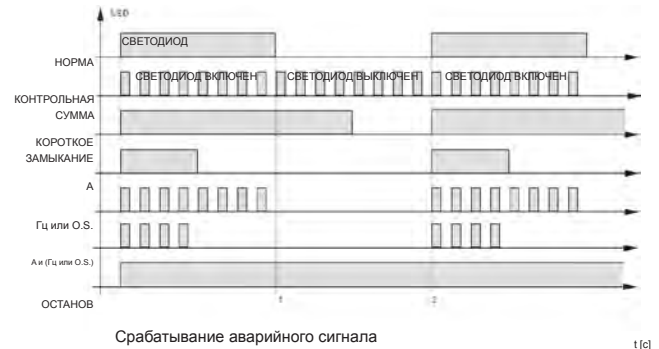 LED
СВЕТОДИОД
НОРМА
СВЕТОДИОД ВКЛЮЧЕН СВЕТОДИОД ВЫКЛЮЧЕН СВЕТОДИОД ВКЛЮЧЕН
КОНТРОЛЬНАЯ
СУММА
КОРОТКОЕ
ЗАМЫКАНИЕ
А
Гц или O.S.
А и (Гц или O.S.)
ОСТАНОВ
1
2
Срабатывание аварийного сигнала
t [c]